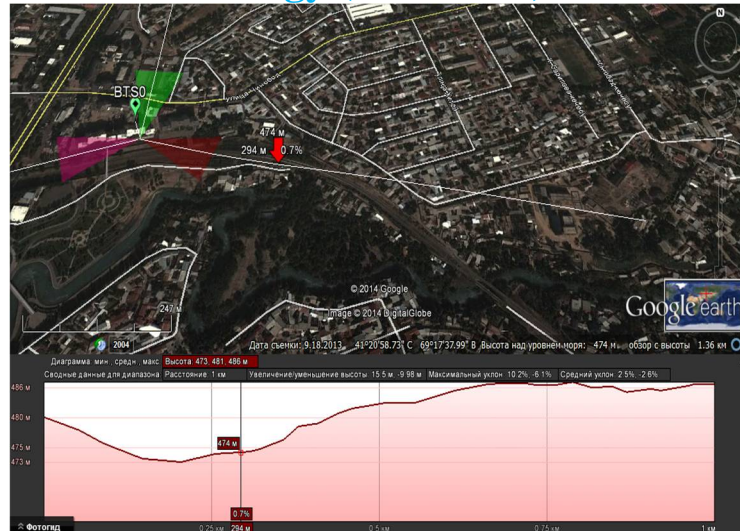 N
BTS0
474 м
294 м 0.7%
© 2014 Google
Image © 2014 DigitalGlobe
247 м
Google earth
2004
Дата съемки: 9.18.2013 41°20'58.73" С 69°17'37.99" В Высота над уровнем моря: 474 м обзор с высоты 1.36 км
Диаграмма мин., средн., макс. Высота: 473, 481, 486 м
Сводные данные для диапазона Расстояние: 1 км Увеличение/уменьшение высоты: 15.5 м, -9.98 м Максимальный уклон: 10.2%, -6.1% Средний уклон: 2.5%, -2.6%
486 м
480 м
474 м
475 м
473 м
0.7%
Фотогид 0.25 км 294 м 0.5 км 0.75 км 1 км